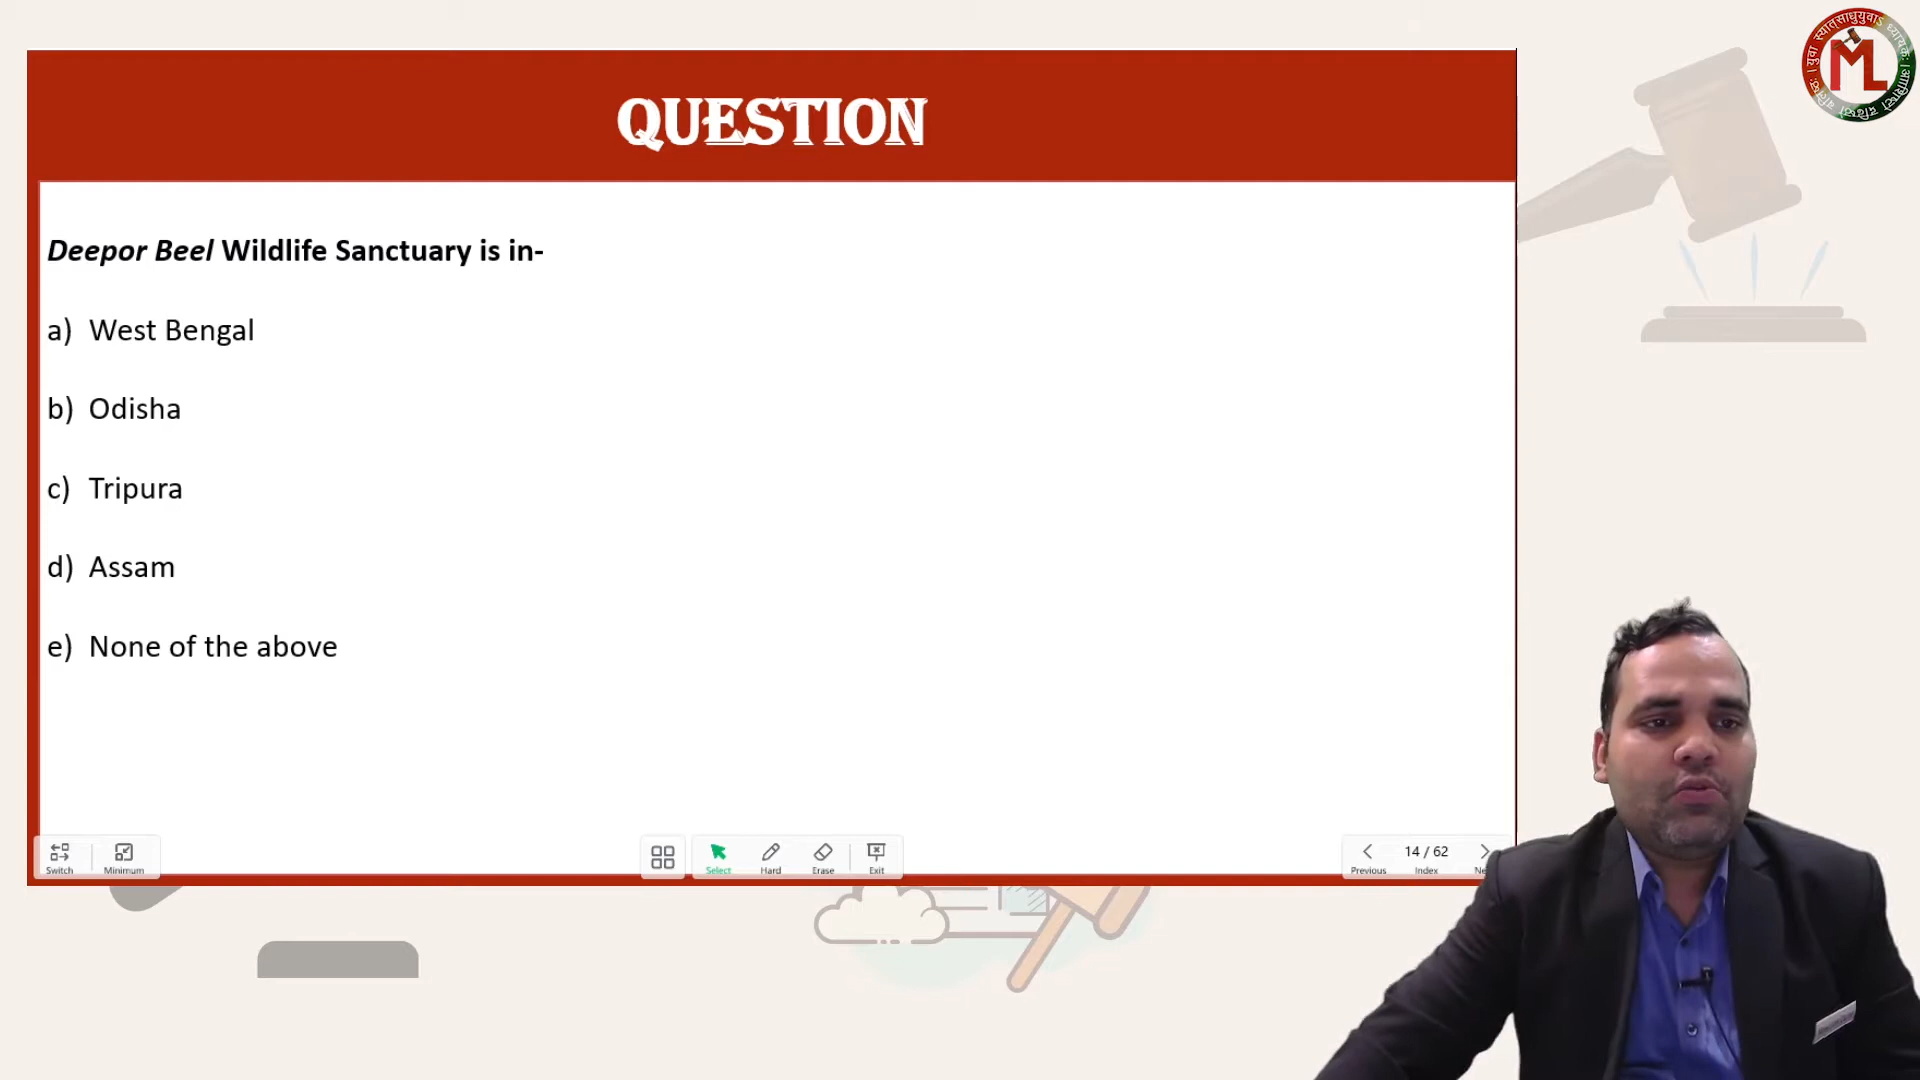 QUESTION
Deepor Beel Wildlife Sanctuary is in-
a) West Bengal
b) Odisha
c) Tripura
d) Assam
e) None of the above
Switch
Minimum
Select
Hard
Erase
Exit
Previous
14 / 62
Index
ML